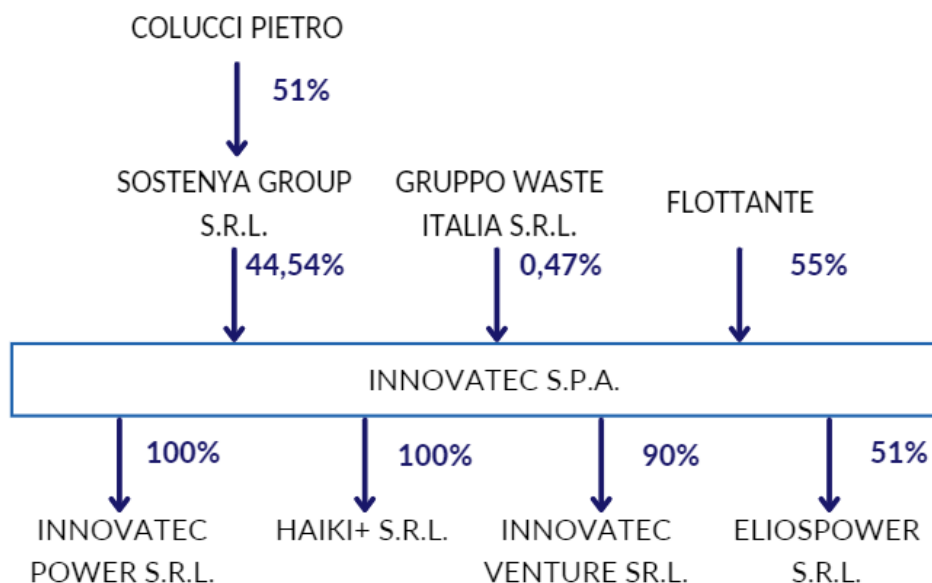 COLUCCI PIETRO
51%
SOSTENYA GROUP
S.R.L.
GRUPPO WASTE
ITALIA S.R.L.
FLOTTANTE
44,54%
0,47%
55%
INNOVATEC S.P.A.
100%
100%
90%
51%
INNOVATEC
POWER S.R.L.
HAIKI+ S.R.L.
INNOVATEC
VENTURE SRL.
ELIOSPOWER
S.R.L.